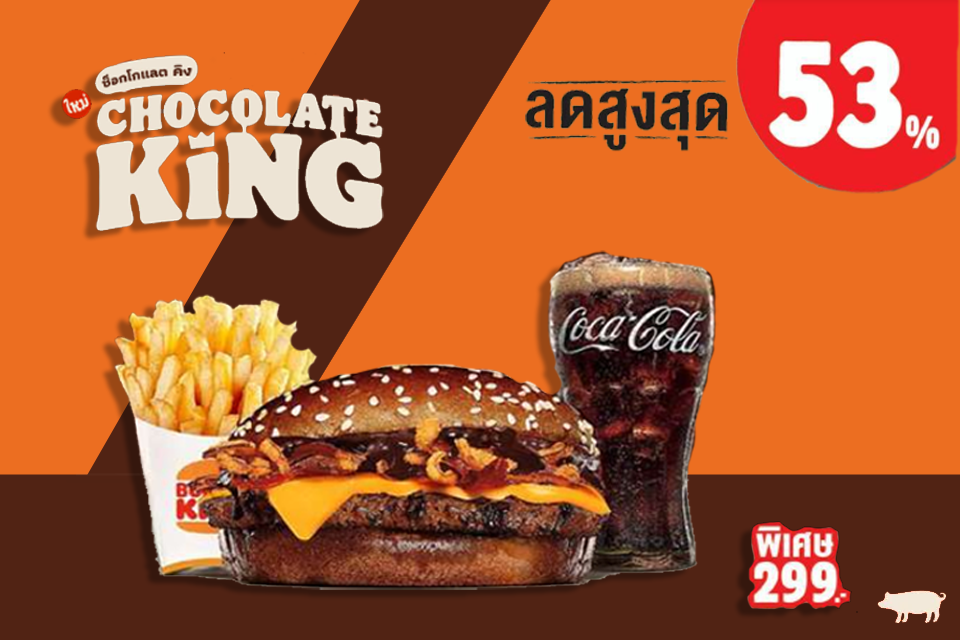 ช็อกโกแลต คิง
ใหม่
CHOCOLATE
KiNG
ลดสูงสุด
53%
Coca-Cola
BU
K
พิเศษ
299.-